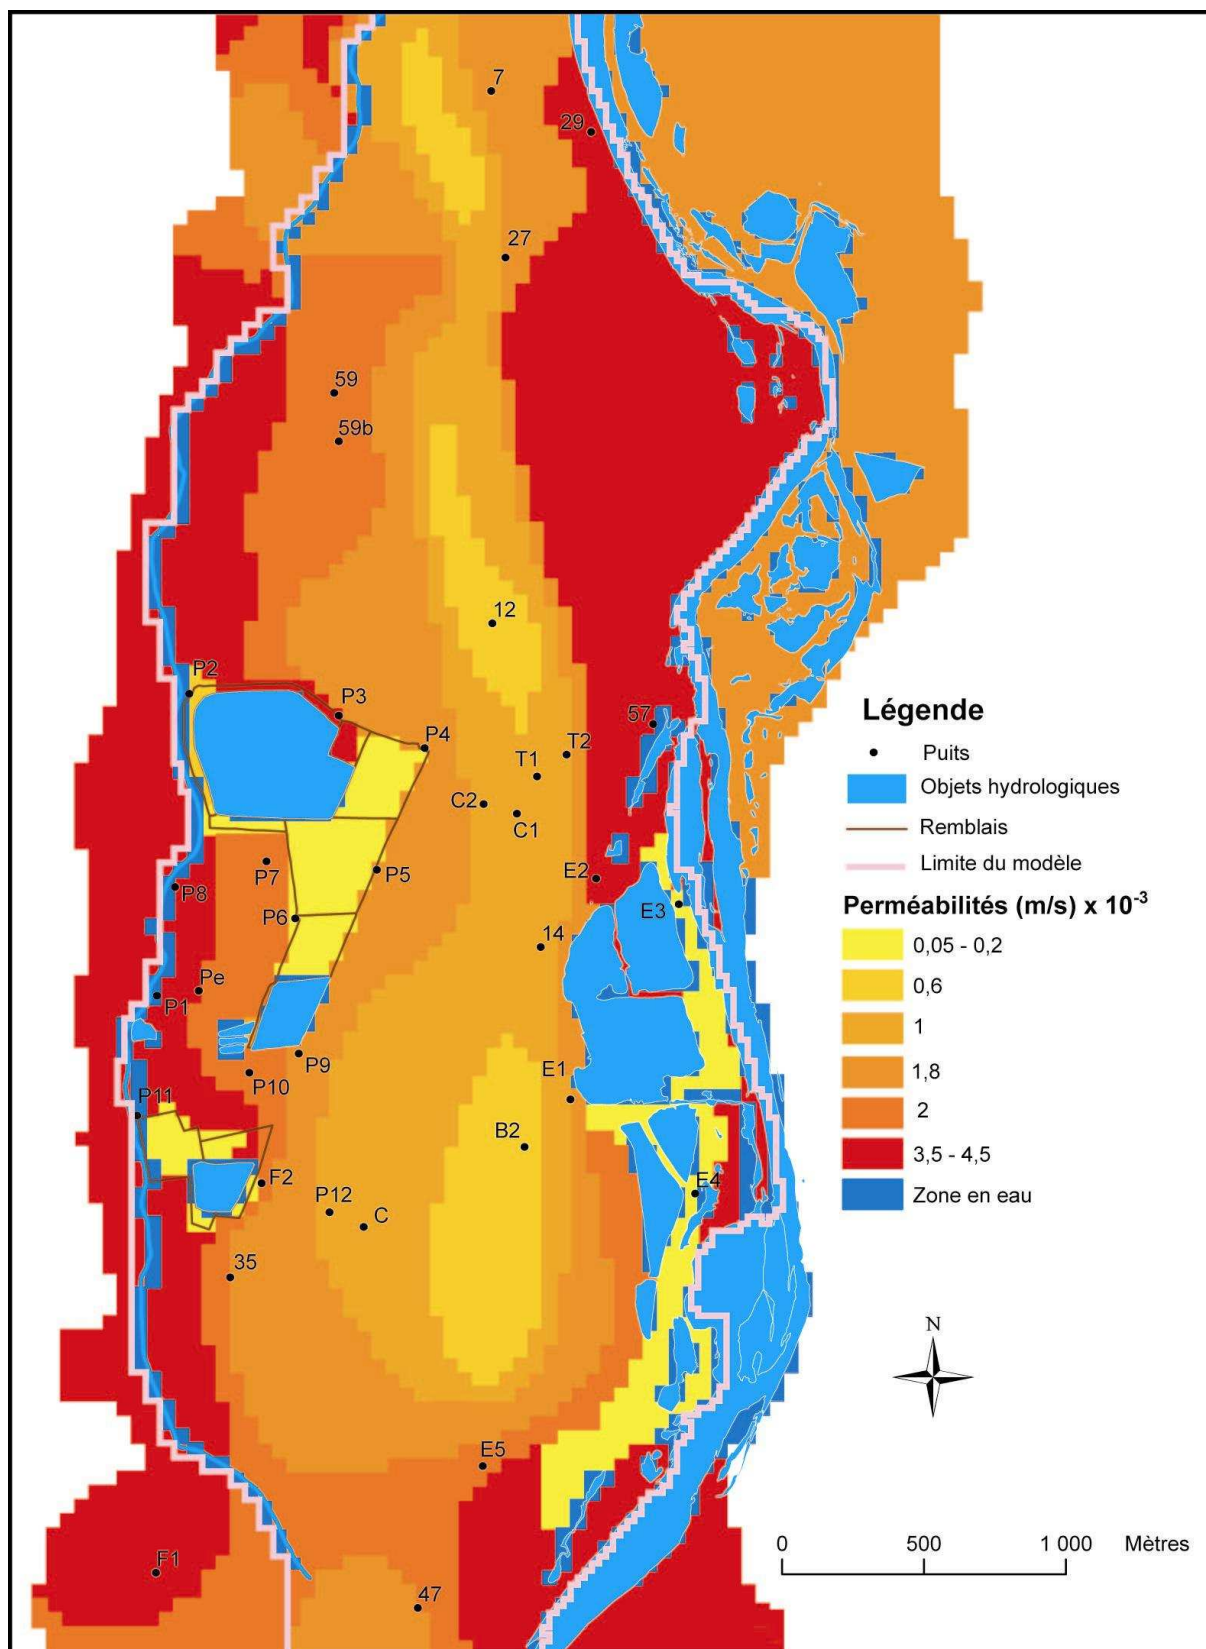 7
29
27
59
59b
12
P2
P3
57
P4
T2
T1
C2
C1
P7
P5
E2
P8
P6
E3
14
Pe
P1
P9
E1
P10
P11
B2
F2
E4
P12
C
35
E5
F1
47
Légende
Puits
Objets hydrologiques
Remblais
Limite du modèle
Perméabilités (m/s) x 10⁻³
0,05 - 0,2
0,6
1
1,8
2
3,5 - 4,5
Zone en eau
N
0 500 1 000 Mètres